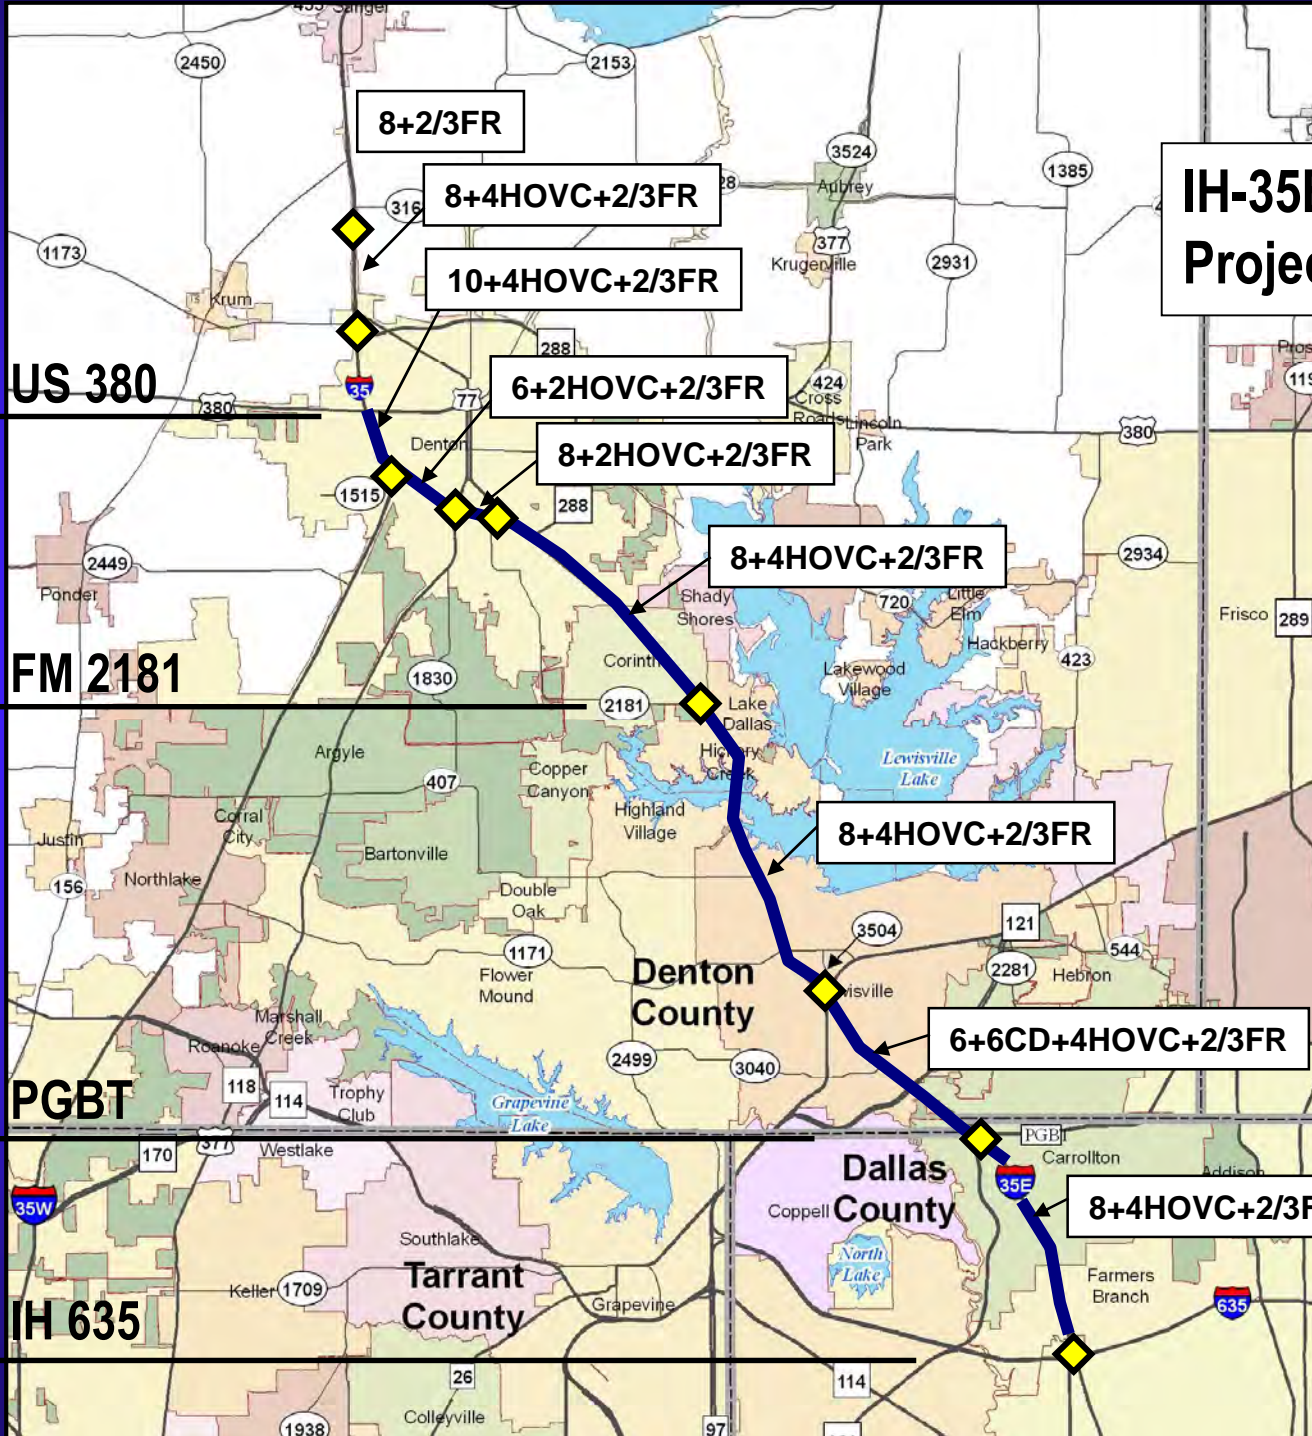 Sanger
2450
2153
8+2/3FR
3524
1385
8+4HOVC+2/3FR
28
Aubrey
316
IH-35
Project
377
1173
Krugerville
2931
10+4HOVC+2/3FR
Krum
288
Pros
119
US 380
35
6+2HOVC+2/3FR
424
380
77
Cross
Roads
Lincoln
Park
380
Denton
8+2HOVC+2/3FR
1515
288
2934
8+4HOVC+2/3FR
2449
Ponder
Shady
Shores
720
Little
Elm
Frisco
289
Hackberry
423
FM 2181
Corinth
Lakewood
Village
1830
2181
Lake
Dallas
Argyle
Hickory
Creek
Lewisville
Lake
407
Copper
Canyon
Highland
Village
8+4HOVC+2/3FR
Corral
City
Justin
Bartonville
156
Northlake
Double
Oak
121
3504
1171
544
Denton
County
2281
Hebron
Flower
Mound
wisville
Marshall
Creek
Roanoke
6+6CD+4HOVC+2/3FR
2499
3040
118
114
Trophy
Club
PGBT
Grapevine
Lake
377
170
Westlake
PGBT
Carrollton
Dallas
County
Addison
35E
35W
Coppell
8+4HOVC+2/3F
Southlake
North
Lake
Tarrant
County
Keller
1709
Farmers
Branch
Grapevine
635
IH 635
26
114
Colleyville
1938
97